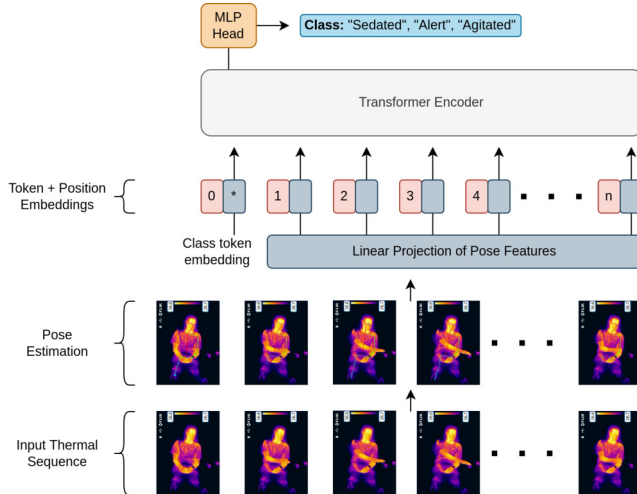 MLP
Head
Class: "Sedated", "Alert", "Agitated"
Transformer Encoder
Token + Position
Embeddings
0 * 1 2 3 4 n
Class token
embedding
Linear Projection of Pose Features
Pose
Estimation
Input Thermal
Sequence